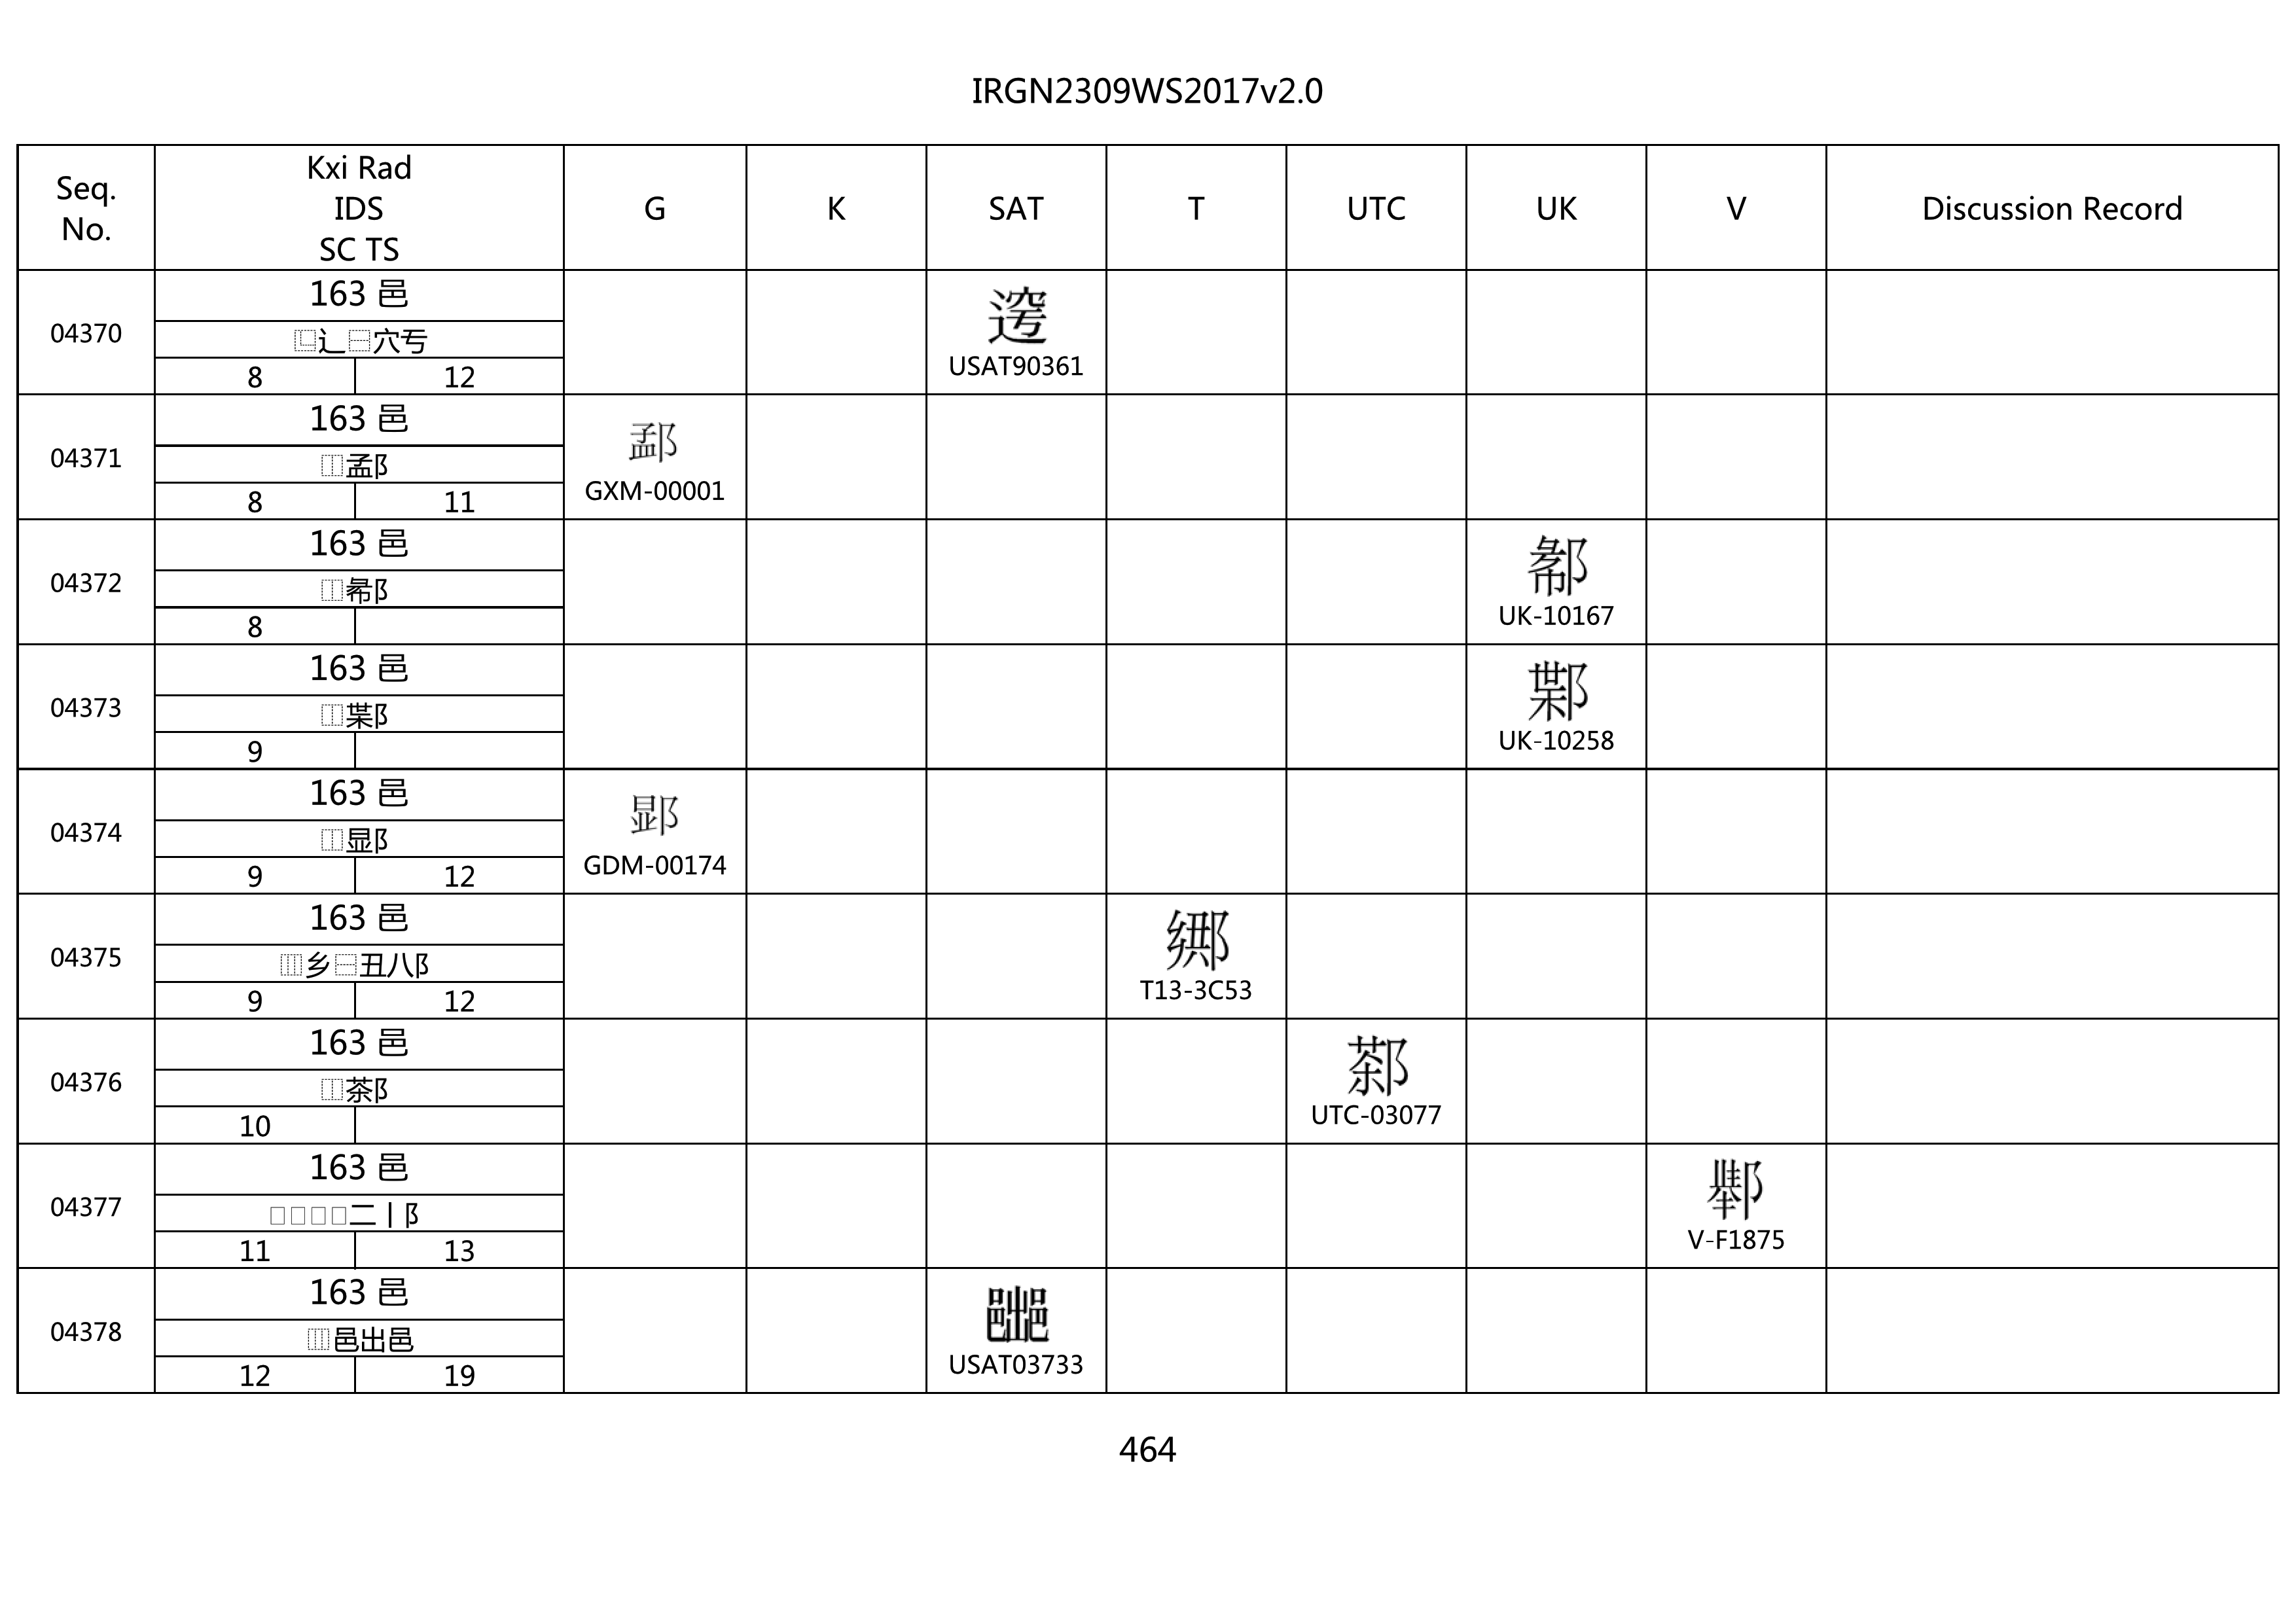 IRGN2309WS2017v2.0
Seq. No.
Kxi Rad
IDS
SC TS
G K SAT T UTC UK V Discussion Record
04370
163 邑
⿺辶⿱穴亐
8 12
USAT90361
04371
163 邑
⿰孟阝
8 11
GXM-00001
04372
163 邑
⿰⻏
8
UK-10167
04373
163 邑
⿰枼阝
9
UK-10258
04374
163 邑
⿰显阝
9 12
GDM-00174
04375
163 邑
⿲乡⿱丑八阝
9 12
T13-3C53
04376
163 邑
⿰茶阝
10
UTC-03077
04377
163 邑
□□□□二丨阝
11 13
V-F1875
04378
163 邑
⿲邑出邑
12 19
USAT03733
464